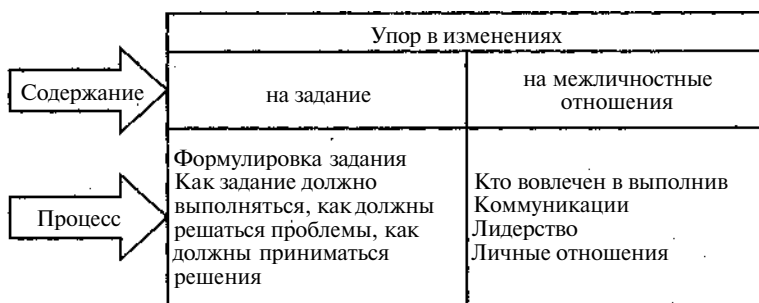 Упор в изменениях
Содержание
на задание
на межличностные
отношения
Процесс
Формулировка задания
Как задание должно
выполняться, как должны
решаться проблемы, как
должны приниматься
решения
Кто вовлечен в выполнив
Коммуникации
Лидерство
Личные отношения